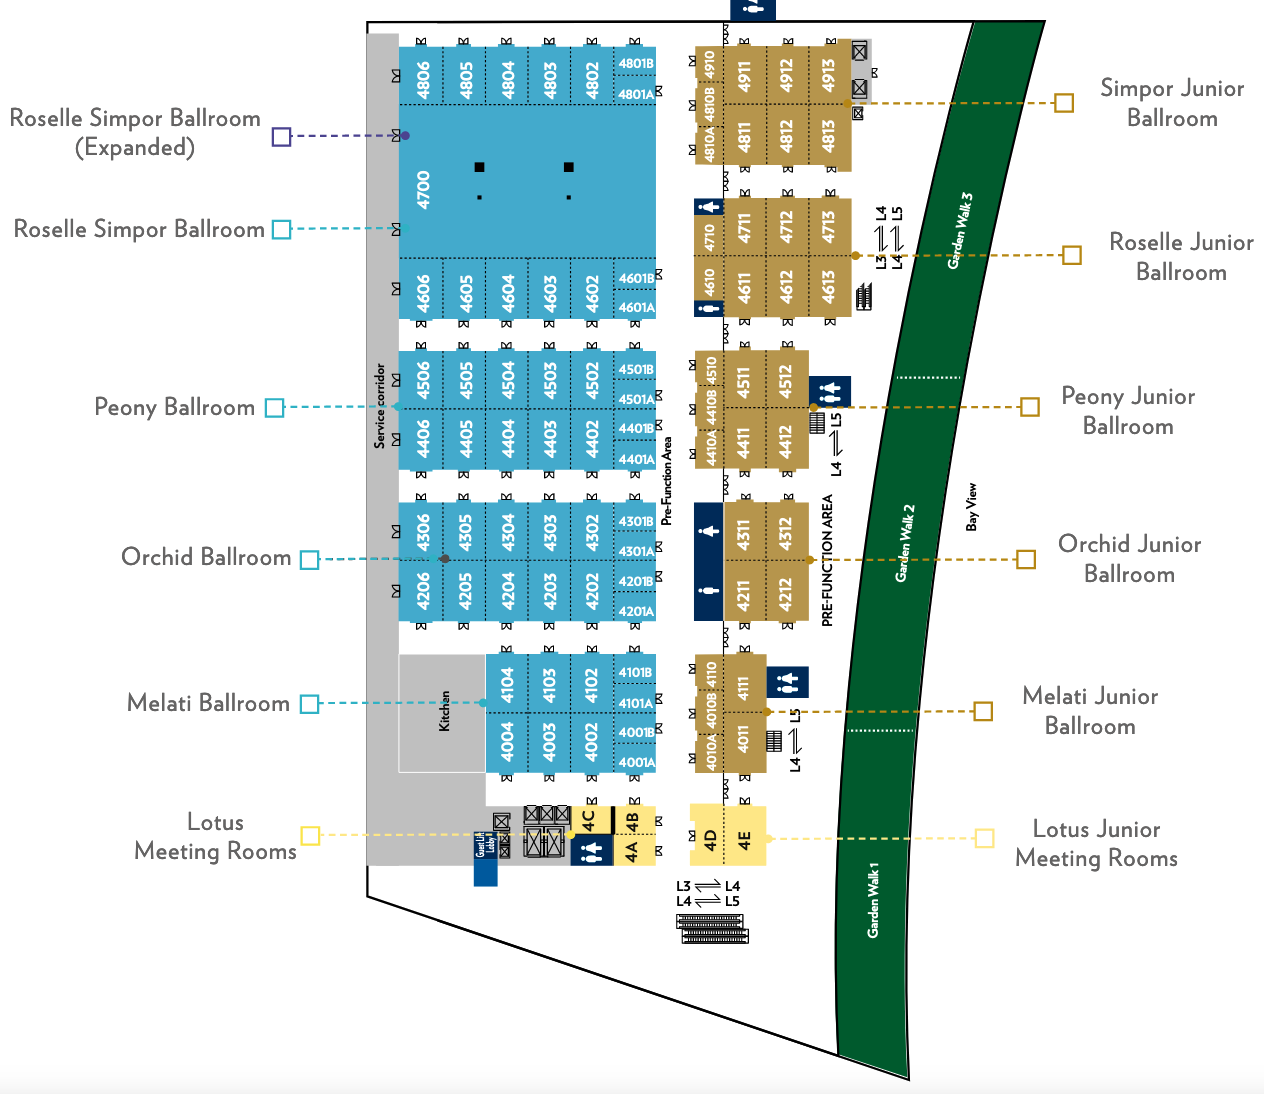 Roselle Simpor Ballroom
(Expanded)
Roselle Simpor Ballroom
Peony Ballroom
Orchid Ballroom
Melati Ballroom
Lotus
Meeting Rooms
Service corridor
4806
4805
4804
4803
4802
4801B
4801A
4700
4606
4605
4604
4603
4602
4601B
4601A
4506
4505
4504
4503
4502
4501B
4501A
4406
4405
4404
4403
4402
4401B
4401A
4306
4305
4304
4303
4302
4301B
4301A
4206
4205
4204
4203
4202
4201B
4201A
Kitchen
4104
4103
4102
4101B
4101A
4004
4003
4002
4001B
4001A
4C
4B
4A
Guest Lift
Lobby
Pre-Function Area
4910
4911
4912
4913
4810B
4810A
4811
4812
4813
4710
4711
4712
4713
4610
4611
4612
4613
L3 L4
L4 L5
4510
4511
4512
4410B
4410A
4411
4412
L4 L5
4311
4312
4211
4212
PRE-FUNCTION AREA
4110
4111
4010B
4010A
4011
L4 L5
4D
4E
L3 L4
L4 L5
Garden Walk 3
Garden Walk 2
Garden Walk 1
Bay View
Simpor Junior
Ballroom
Roselle Junior
Ballroom
Peony Junior
Ballroom
Orchid Junior
Ballroom
Melati Junior
Ballroom
Lotus Junior
Meeting Rooms